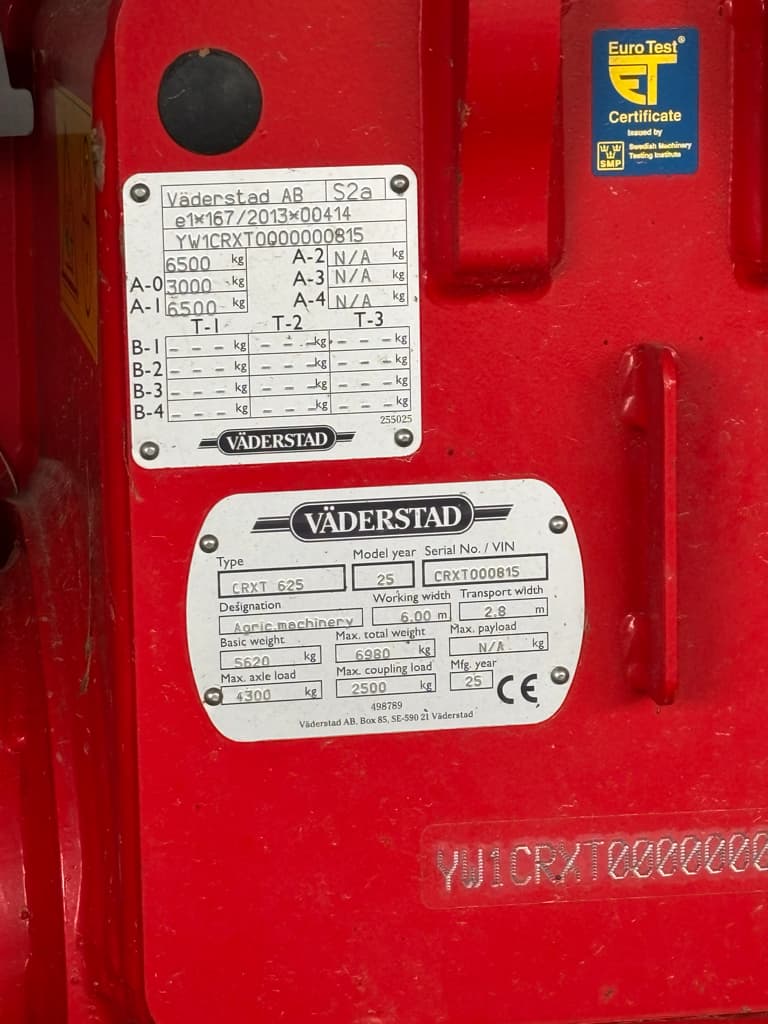 Euro Test®
ET
Certificate
Issued by
SMP Swedish Machinery
Testing Institute
Väderstad AB S2a
e1*167/2013*00414
YW1CRXT0000000815
6500 kg A-2 N/A kg
A-0 3000 kg A-3 N/A kg
A-1 6500 kg A-4 N/A kg
T-1 T-2 T-3
B-1 - - - kg - - - kg - - - kg
B-2 - - - kg - - - kg - - - kg
B-3 - - - kg - - - kg - - - kg
B-4 - - - kg - - - kg - - - kg
255025
VÄDERSTAD
VÄDERSTAD
Type Model year Serial No. / VIN
CRXT 625 25 CRXT000815
Designation Working width Transport width
Agric.machinery 6,00 m 2,8 m
Basic weight Max. total weight Max. payload
5620 kg 6980 kg N/A kg
Max. axle load Max. coupling load Mfg. year
4300 kg 2500 kg 25 CE
498789
Väderstad AB, Box 85, SE-590 21 Väderstad
YW1CRXT0000000